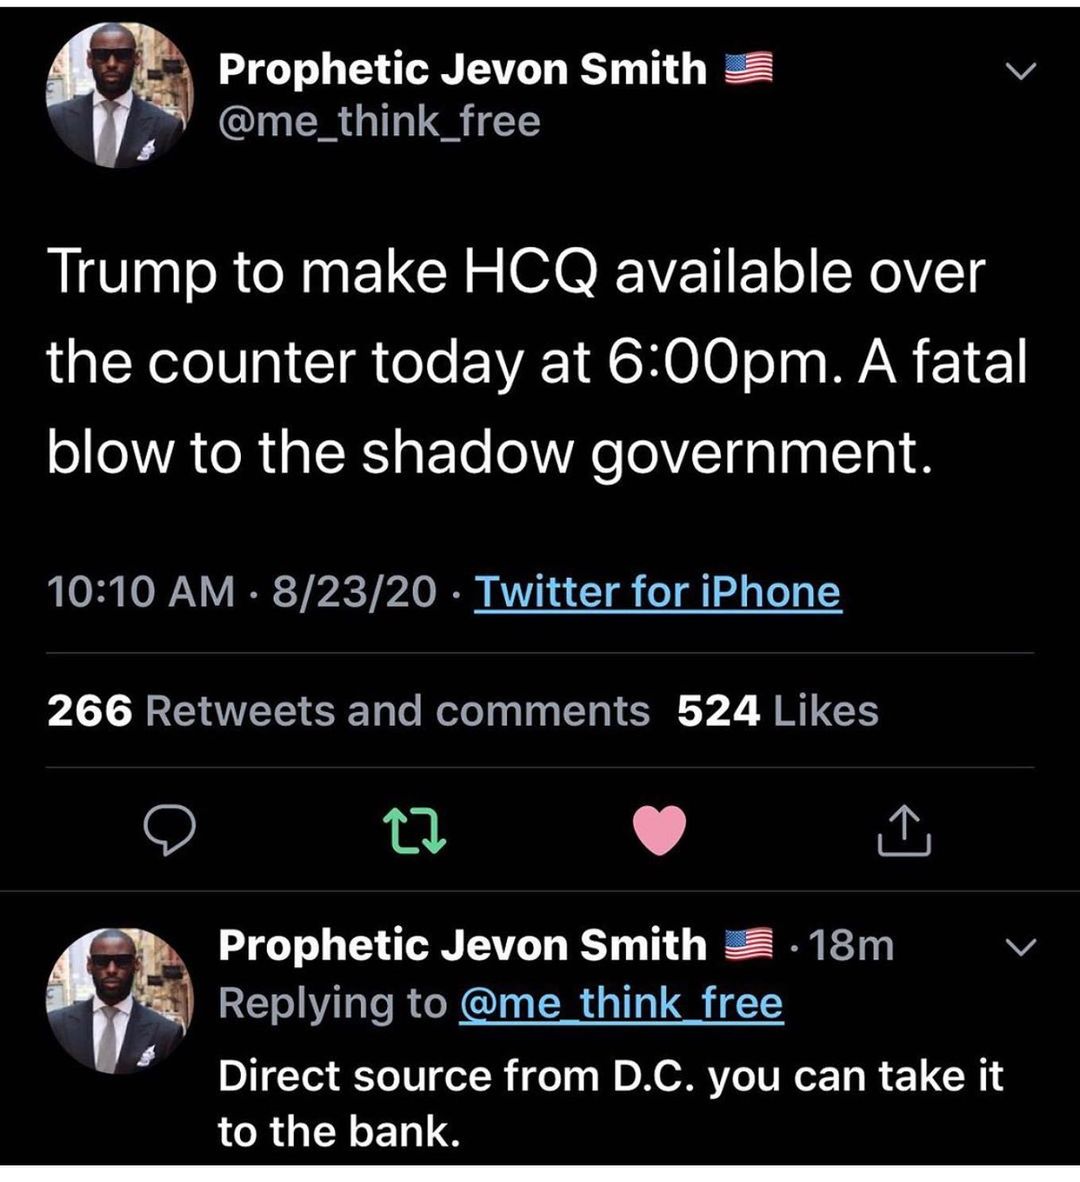 Prophetic Jevon Smith 🇺🇸
@me_think_free
Trump to make HCQ available over
the counter today at 6:00pm. A fatal
blow to the shadow government.
10:10 AM · 8/23/20 · Twitter for iPhone
266 Retweets and comments 524 Likes
Prophetic Jevon Smith 🇺🇸 · 18m
Replying to @me_think_free
Direct source from D.C. you can take it
to the bank.